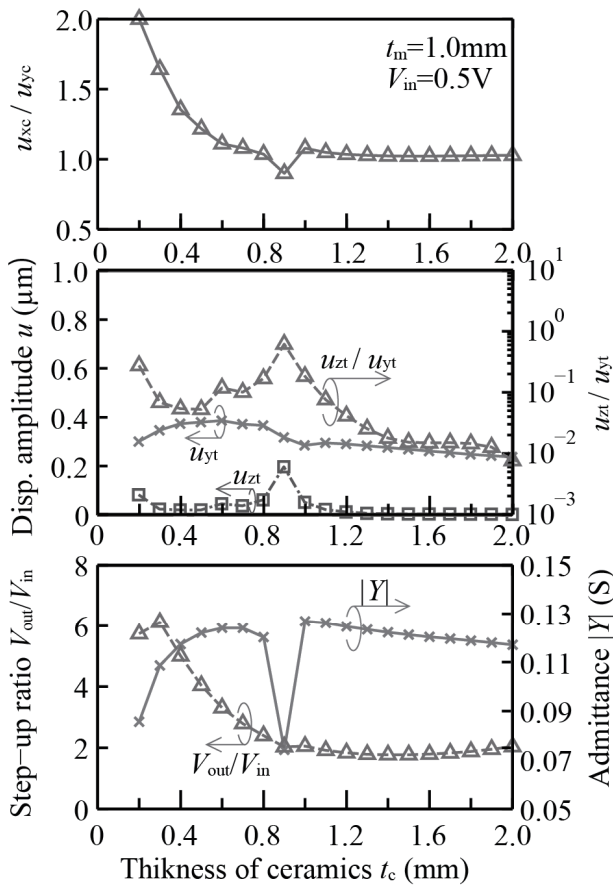 2.0
1.5
1.0
0.5
uxc / uyc
tm=1.0mm
Vin=0.5V
0 0.4 0.8 1.2 1.6 2.0
1.0
0.8
0.6
0.4
0.2
0
Disp. amplitude u (μm)
10^1
10^0
10^−1
10^−2
10^−3
uzt / uyt
uzt / uyt
uyt
uzt
0 0.4 0.8 1.2 1.6 2.0
8
6
4
2
0
Step−up ratio Vout/Vin
0.15
0.13
0.11
0.09
0.07
0.05
Admittance |Y| (S)
|Y|
Vout/Vin
0 0.4 0.8 1.2 1.6 2.0
Thikness of ceramics tc (mm)